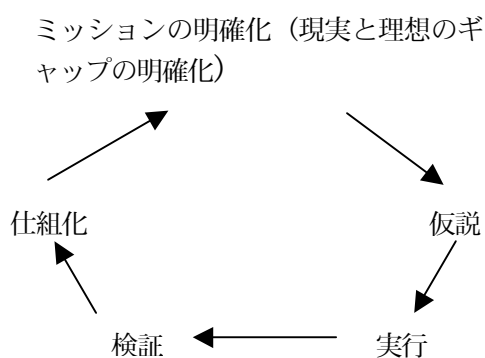 ミッションの明確化（現実と理想のギ
ャップの明確化）
仕組化
仮説
検証
実行